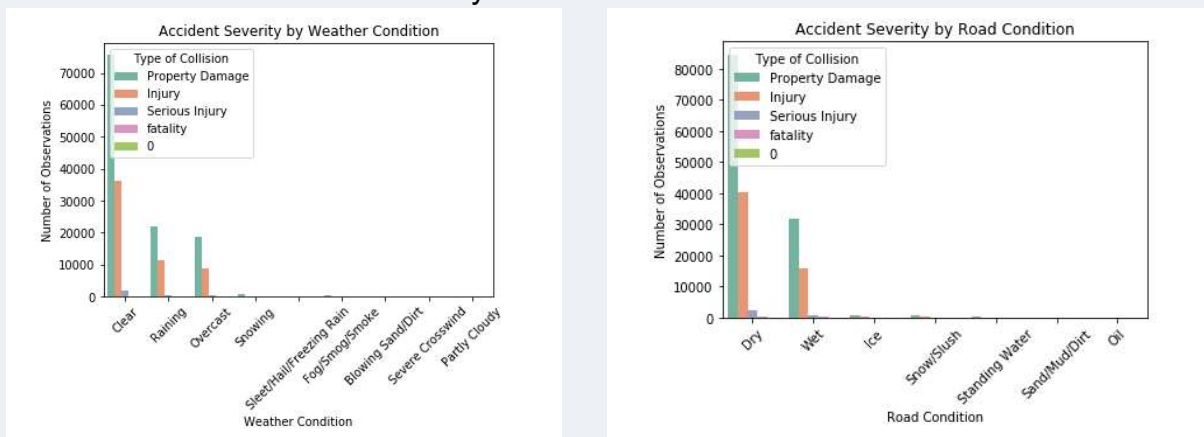 Accident Severity by Weather Condition
Type of Collision
Property Damage
Injury
Serious Injury
fatality
0
Number of Observations
70000
60000
50000
40000
30000
20000
10000
0
Clear
Raining
Overcast
Snowing
Sleet/Hail/Freezing Rain
Fog/Smog/Smoke
Blowing Sand/Dirt
Severe Crosswind
Partly Cloudy
Weather Condition
Accident Severity by Road Condition
Type of Collision
Property Damage
Injury
Serious Injury
fatality
0
Number of Observations
80000
70000
60000
50000
40000
30000
20000
10000
0
Dry
Wet
Ice
Snow/Slush
Standing Water
Sand/Mud/Dirt
Oil
Road Condition